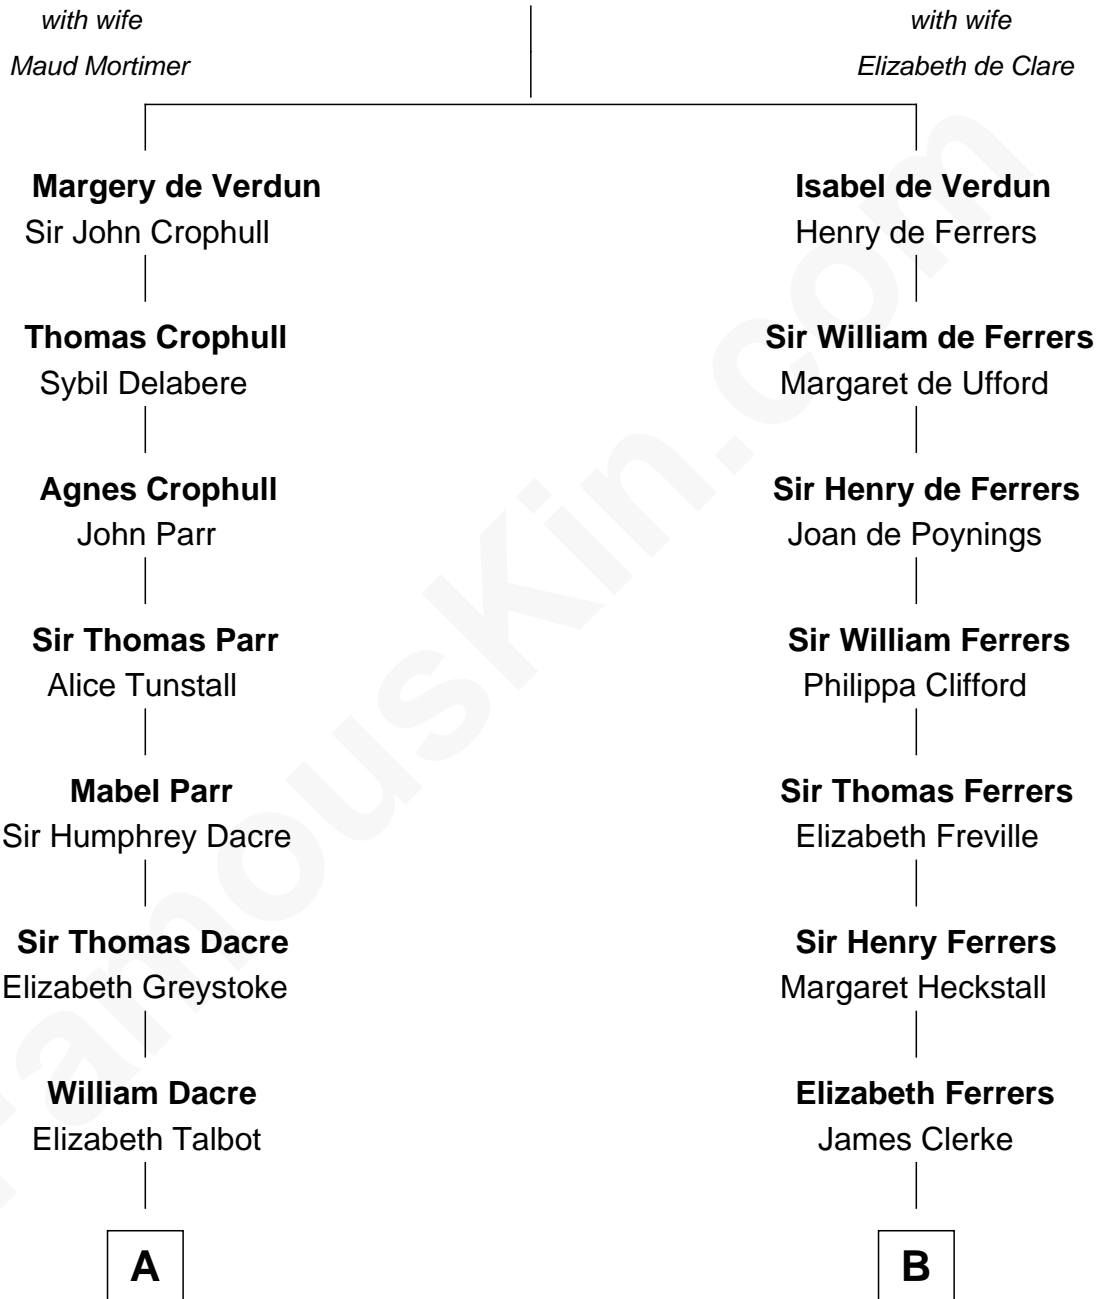 with wife
Maud Mortimer
with wife
Elizabeth de Clare
Margery de Verdun
Sir John Crophull
Isabel de Verdun
Henry de Ferrers
Thomas Crophull
Sybil Delabere
Sir William de Ferrers
Margaret de Ufford
Agnes Crophull
John Parr
Sir Henry de Ferrers
Joan de Poynings
Sir Thomas Parr
Alice Tunstall
Sir William Ferrers
Philippa Clifford
Mabel Parr
Sir Humphrey Dacre
Sir Thomas Ferrers
Elizabeth Freville
Sir Thomas Dacre
Elizabeth Greystoke
Sir Henry Ferrers
Margaret Heckstall
William Dacre
Elizabeth Talbot
Elizabeth Ferrers
James Clerke
A
B
FamousKin.com